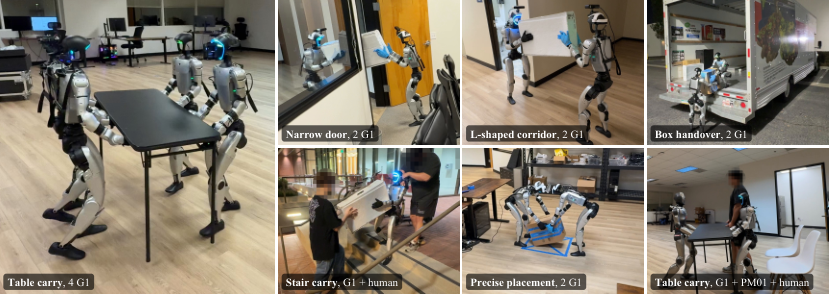 Narrow door, 2 G1
L-shaped corridor, 2 G1
Box handover, 2 G1
Table carry, 4 G1
Stair carry, G1 + human
Precise placement, 2 G1
Table carry, G1 + PM01 + human